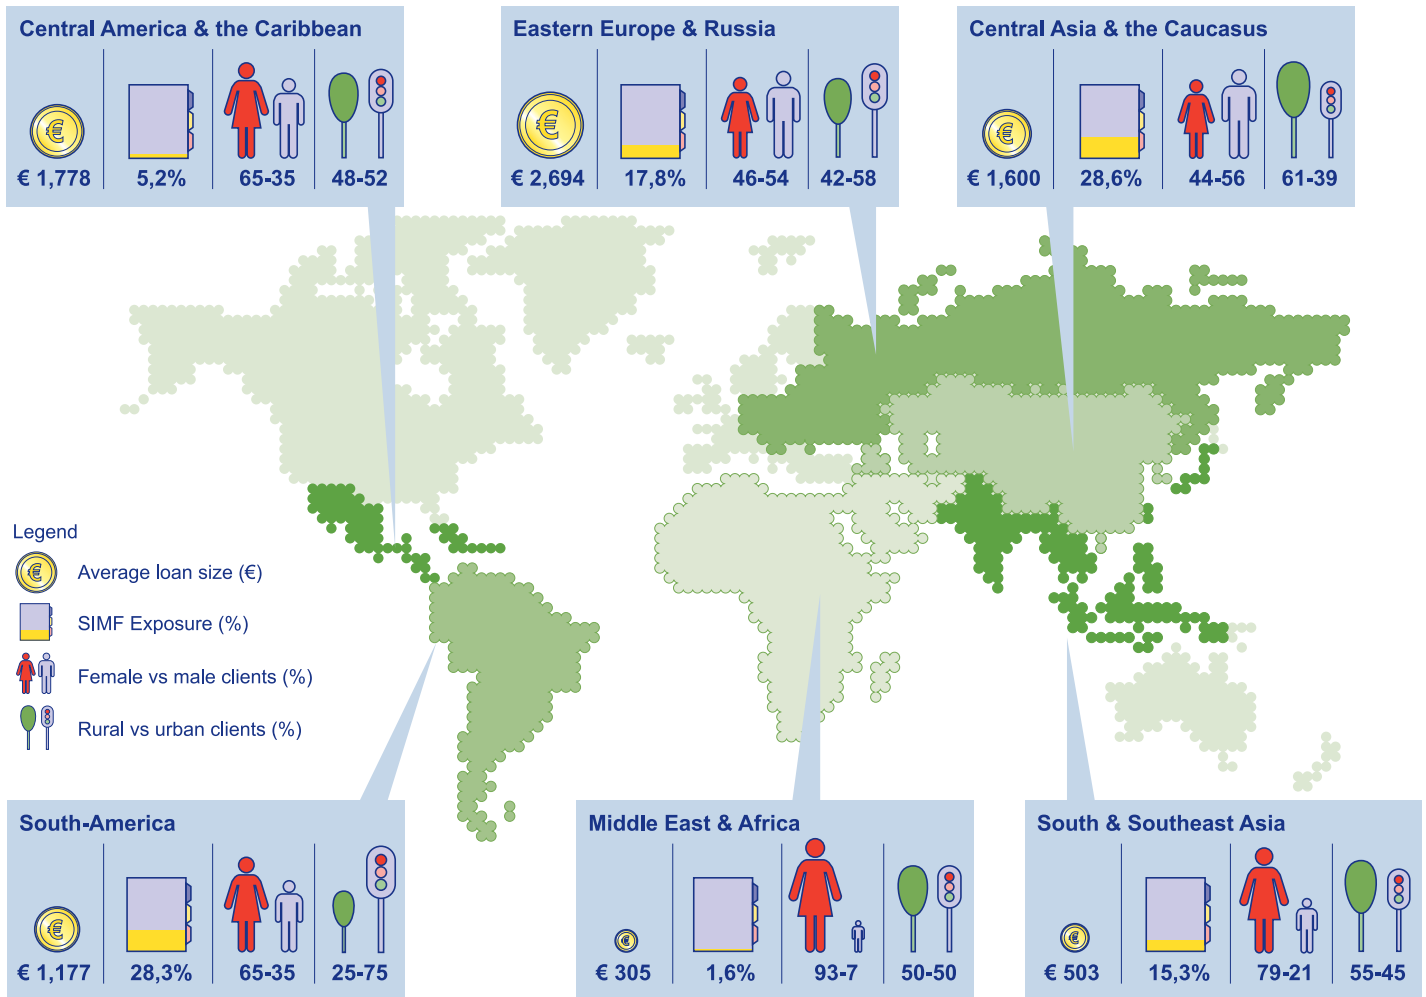 Central America & the Caribbean
€ 1,778 5,2% 65-35 48-52
Eastern Europe & Russia
€ 2,694 17,8% 46-54 42-58
Central Asia & the Caucasus
€ 1,600 28,6% 44-56 61-39
Legend
€ Average loan size (€)
SIMF Exposure (%)
Female vs male clients (%)
Rural vs urban clients (%)
South-America
€ 1,177 28,3% 65-35 25-75
Middle East & Africa
€ 305 1,6% 93-7 50-50
South & Southeast Asia
€ 503 15,3% 79-21 55-45